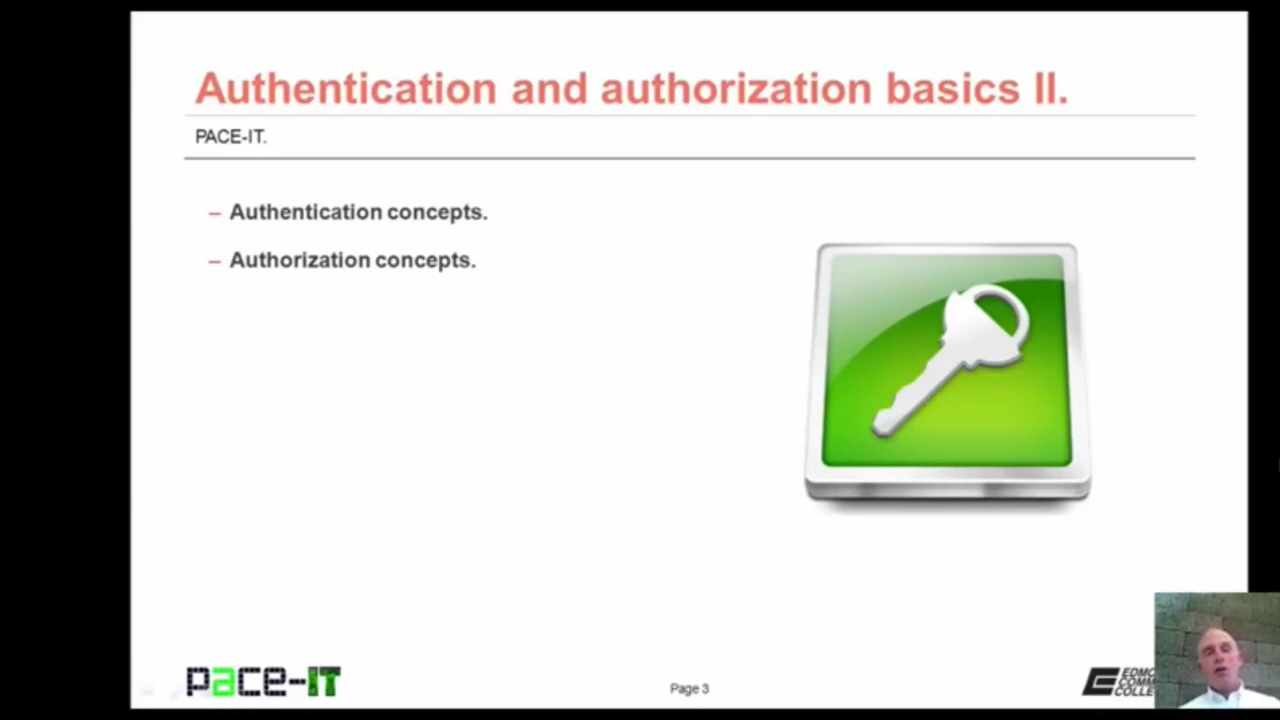 Authentication and authorization basics II.
PACE-IT.
– Authentication concepts.
– Authorization concepts.
pace-IT
Page 3